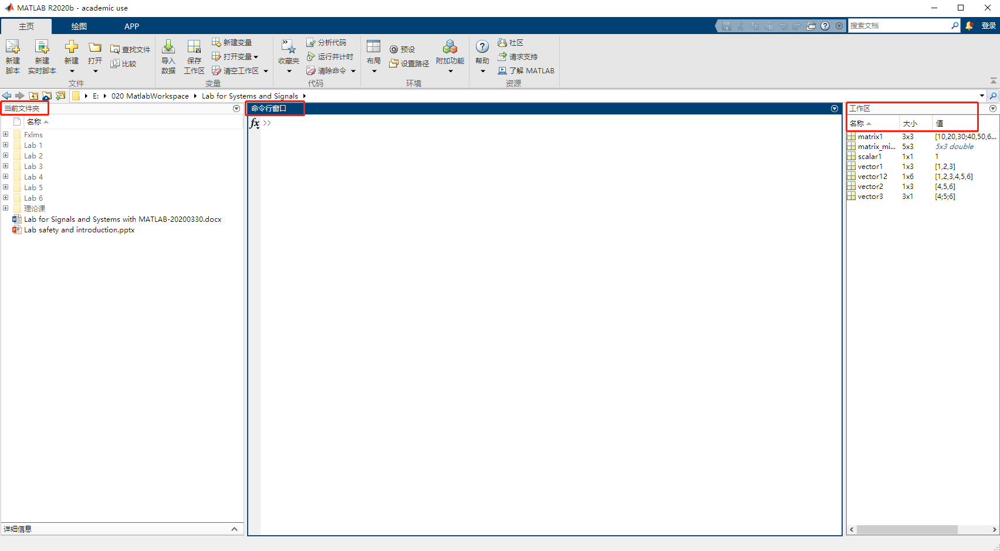 MATLAB R2020b - academic use
主页 绘图 APP 搜索文档 登录
新建 脚本
新建 实时脚本
新建
打开
查找文件
比较
文件
导入 数据
保存 工作区
新建变量
打开变量
清空工作区
变量
收藏夹
分析代码
运行并计时
清除命令
代码
布局
预设
设置路径
附加功能
环境
帮助
社区
请求支持
了解 MATLAB
资源
E: 020 MatlabWorkspace Lab for Systems and Signals
当前文件夹
名称
Fxlms
Lab 1
Lab 2
Lab 3
Lab 4
Lab 5
Lab 6
理论课
Lab for Signals and Systems with MATLAB-20200330.docx
Lab safety and introduction.pptx
详细信息
命令行窗口
fx >>
工作区
名称 大小 值
matrix1 3x3 [10,20,30;40,50,6...
matrix_mi... 5x3 5x3 double
scalar1 1x1 1
vector1 1x3 [1,2,3]
vector12 1x6 [1,2,3,4,5,6]
vector2 1x3 [4,5,6]
vector3 3x1 [4;5;6]